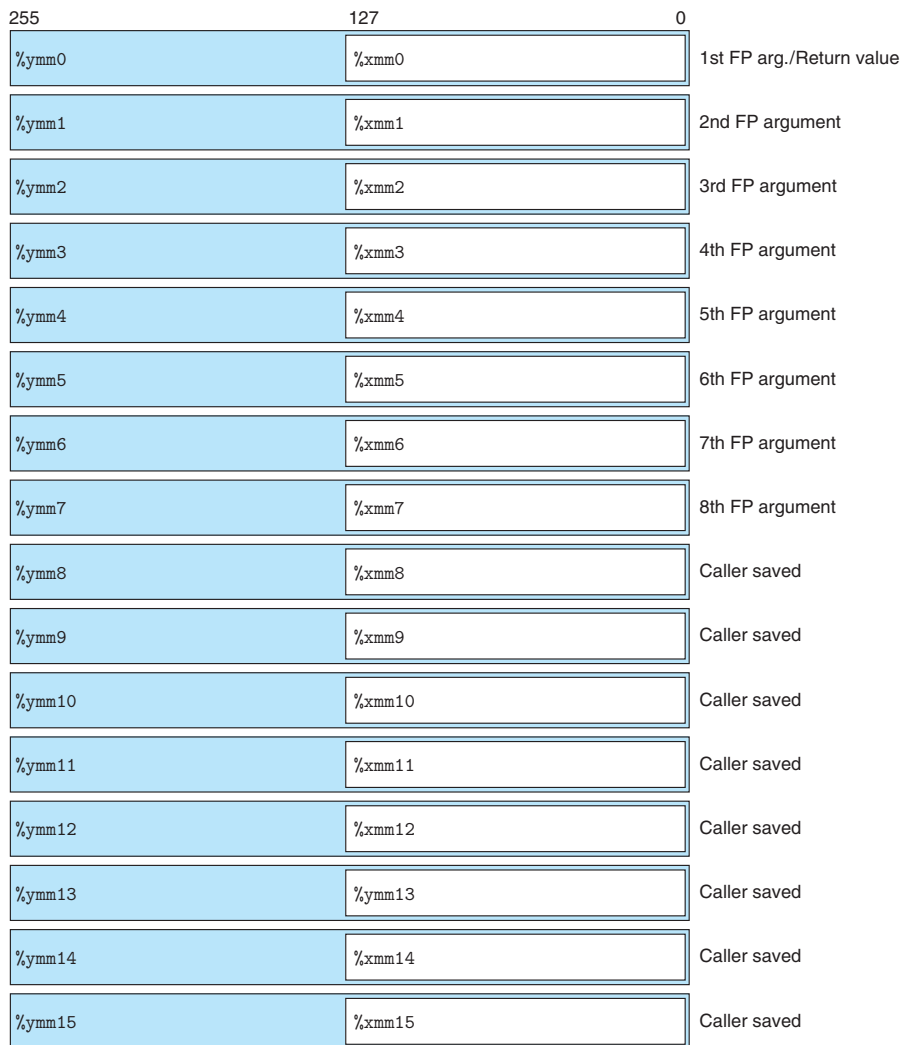 255 127 0
%ymm0 %xmm0 1st FP arg./Return value
%ymm1 %xmm1 2nd FP argument
%ymm2 %xmm2 3rd FP argument
%ymm3 %xmm3 4th FP argument
%ymm4 %xmm4 5th FP argument
%ymm5 %xmm5 6th FP argument
%ymm6 %xmm6 7th FP argument
%ymm7 %xmm7 8th FP argument
%ymm8 %xmm8 Caller saved
%ymm9 %xmm9 Caller saved
%ymm10 %xmm10 Caller saved
%ymm11 %xmm11 Caller saved
%ymm12 %xmm12 Caller saved
%ymm13 %ymm13 Caller saved
%ymm14 %xmm14 Caller saved
%ymm15 %xmm15 Caller saved